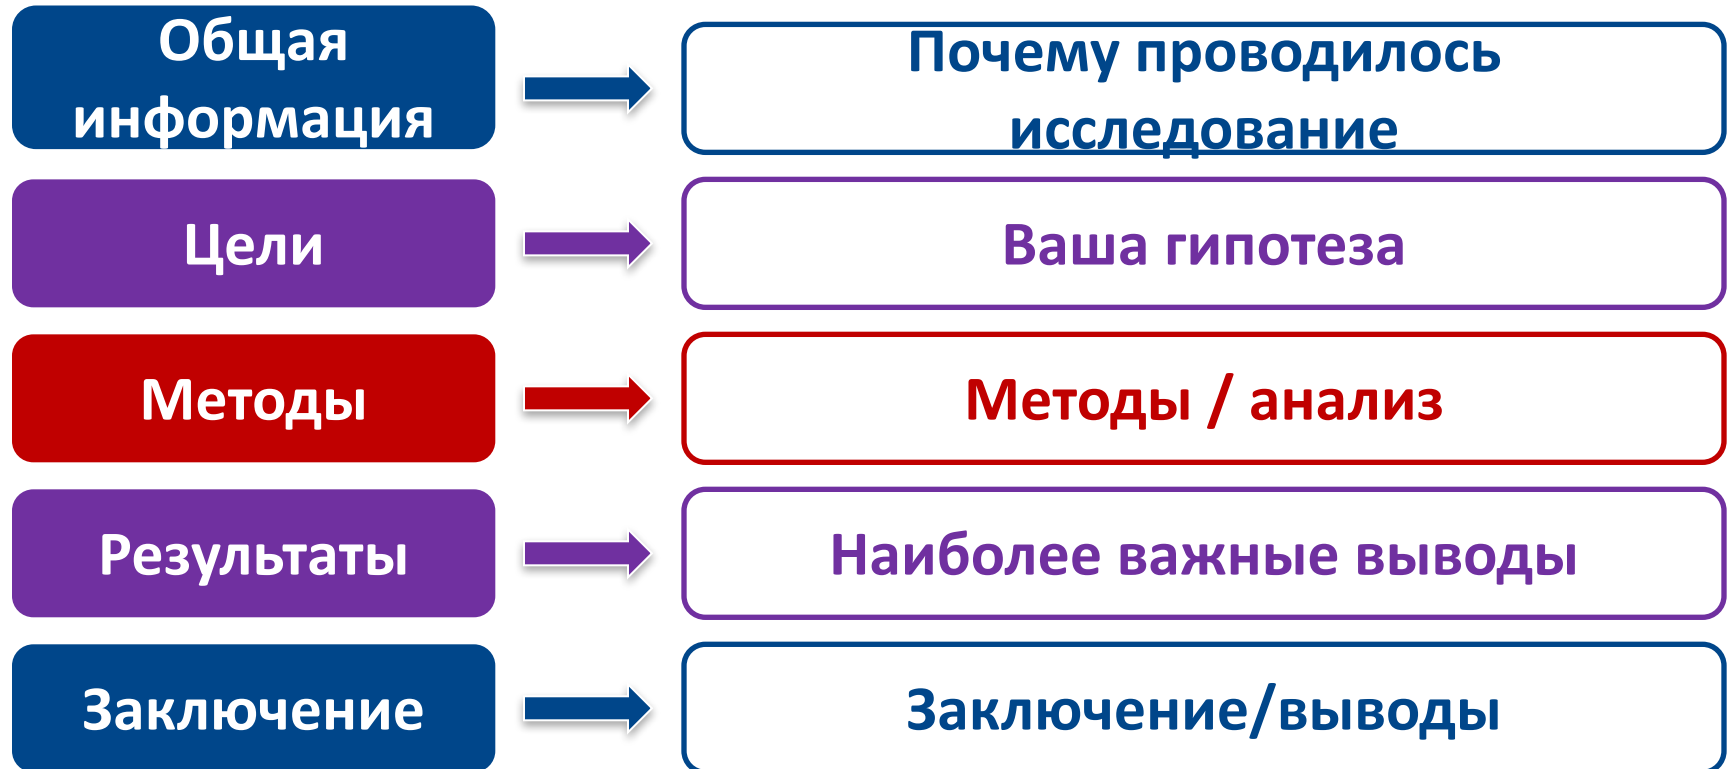 Общая
информация
Почему проводилось
исследование
Цели
Ваша гипотеза
Методы
Методы / анализ
Результаты
Наиболее важные выводы
Заключение
Заключение/выводы